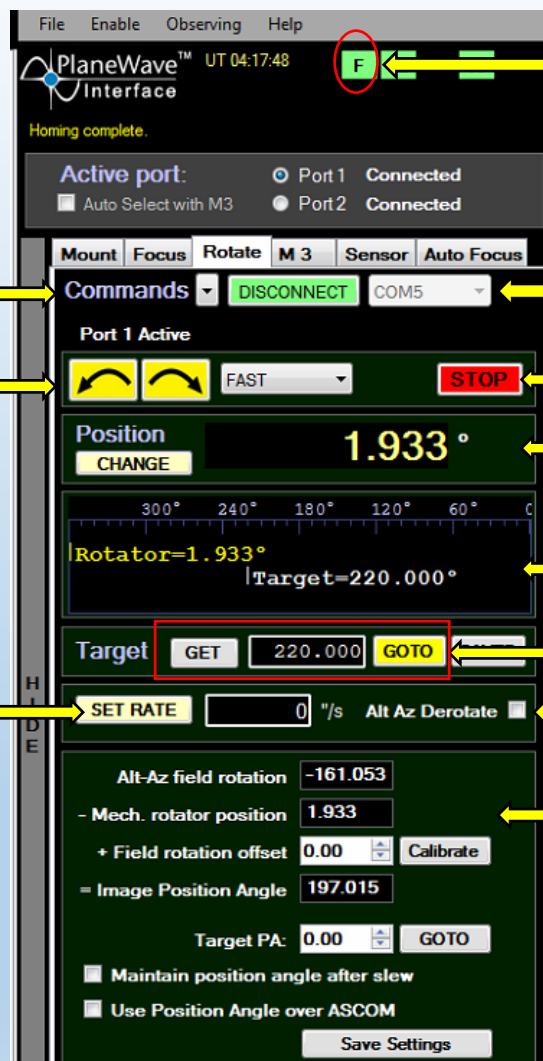 File Enable Observing Help
PlaneWave™ UT 04:17:48 F
Interface
Homing complete.
Active port: Port 1 Connected
Auto Select with M3 Port 2 Connected
Mount Focus Rotate M 3 Sensor Auto Focus
Commands DISCONNECT COM5
Port 1 Active
FAST STOP
Position 1.933 °
CHANGE
300° 240° 180° 120° 60° 0
Rotator=1.933°
Target=220.000°
Target GET 220.000 GOTO
HIDE
SET RATE 0 "/s Alt Az Derotate
Alt-Az field rotation -161.053
- Mech. rotator position 1.933
+ Field rotation offset 0.00 Calibrate
= Image Position Angle 197.015
Target PA: 0.00 GOTO
Maintain position angle after slew
Use Position Angle over ASCOM
Save Settings